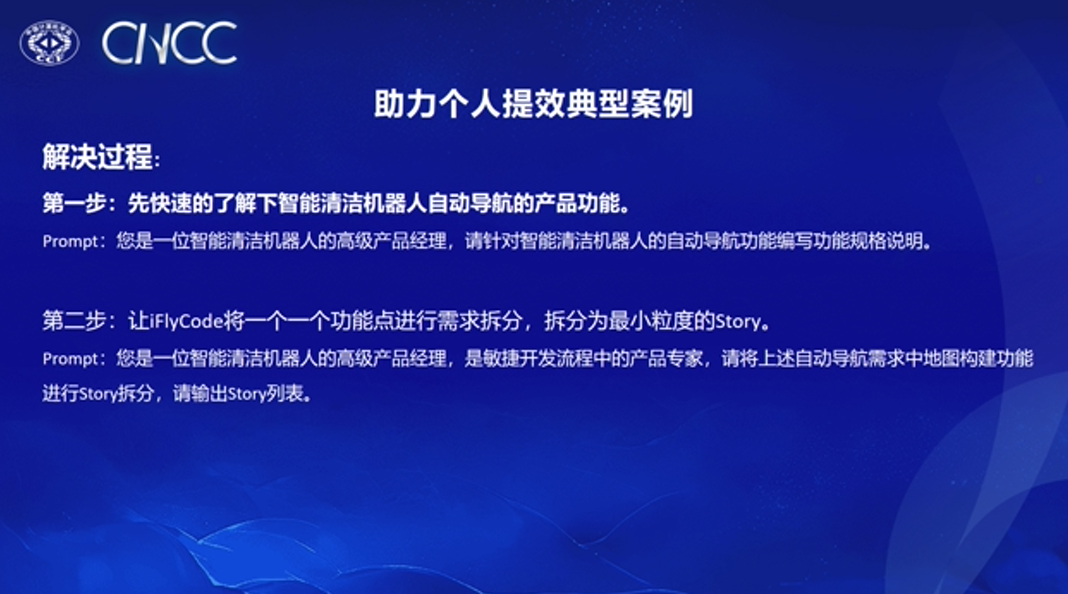 CNCC
CCF
助力个人提效典型案例
解决过程:
第一步：先快速的了解下智能清洁机器人自动导航的产品功能。
Prompt：您是一位智能清洁机器人的高级产品经理，请针对智能清洁机器人的自动导航功能编写功能规格说明。
第二步：让iFlyCode将一个一个功能点进行需求拆分，拆分为最小粒度的Story。
Prompt：您是一位智能清洁机器人的高级产品经理，是敏捷开发流程中的产品专家，请将上述自动导航需求中地图构建功能
进行Story拆分，请输出Story列表。